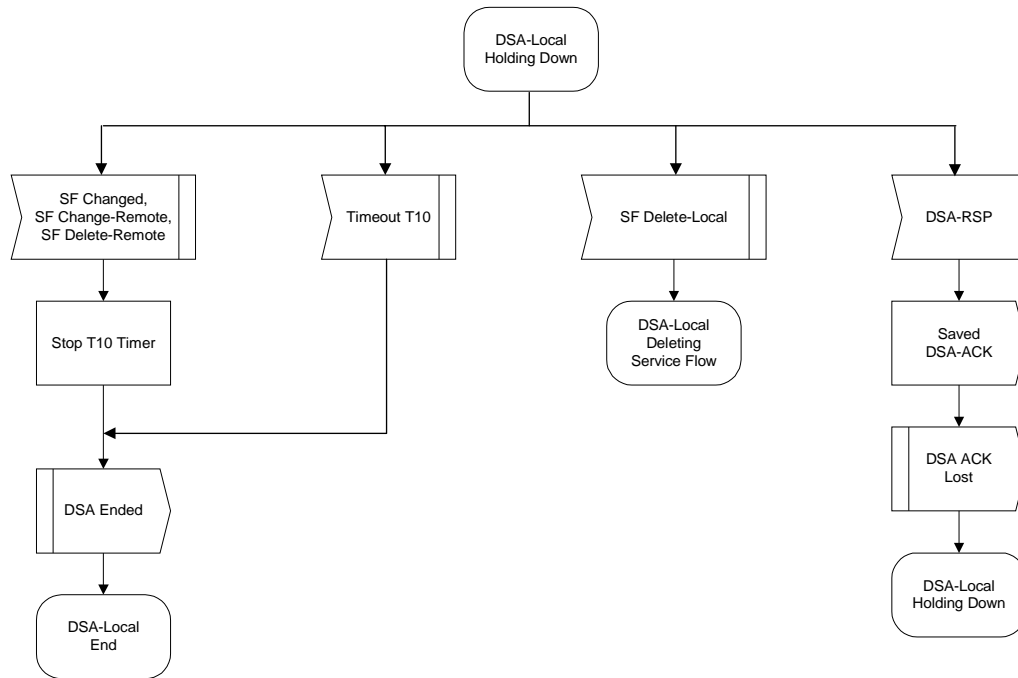 DSA-Local
Holding Down
SF Changed,
SF Change-Remote,
SF Delete-Remote
Timeout T10
SF Delete-Local
DSA-RSP
Stop T10 Timer
DSA-Local
Deleting
Service Flow
Saved
DSA-ACK
DSA Ended
DSA ACK
Lost
DSA-Local
End
DSA-Local
Holding Down